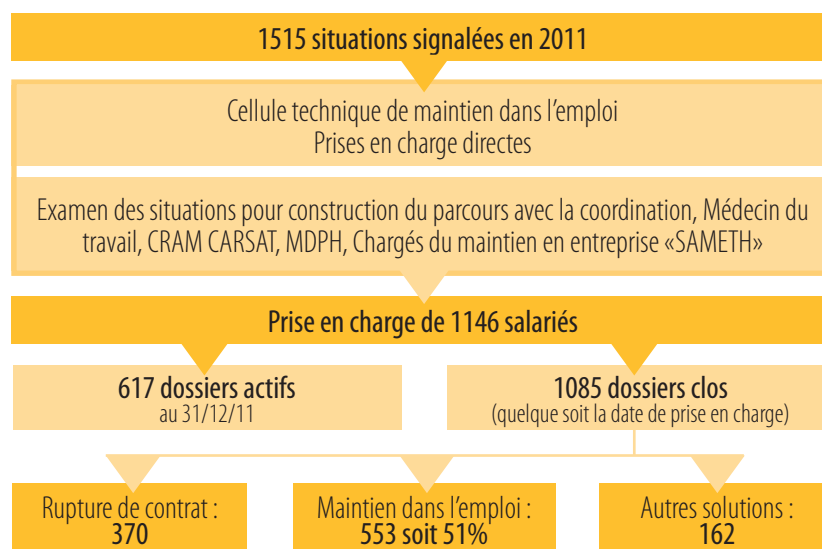 1515 situations signalées en 2011
Cellule technique de maintien dans l'emploi
Prises en charge directes
Examen des situations pour construction du parcours avec la coordination, Médecin du
travail, CRAM CARSAT, MDPH, Chargés du maintien en entreprise «SAMETH»
Prise en charge de 1146 salariés
617 dossiers actifs
au 31/12/11
1085 dossiers clos
(quelque soit la date de prise en charge)
Rupture de contrat :
370
Maintien dans l'emploi :
553 soit 51%
Autres solutions :
162